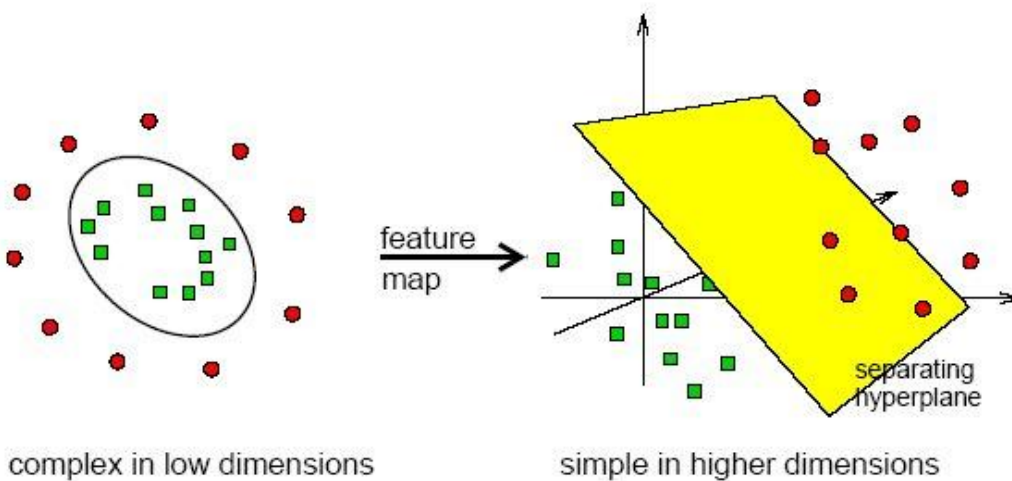 feature
map
separating
hyperplane
complex in low dimensions
simple in higher dimensions